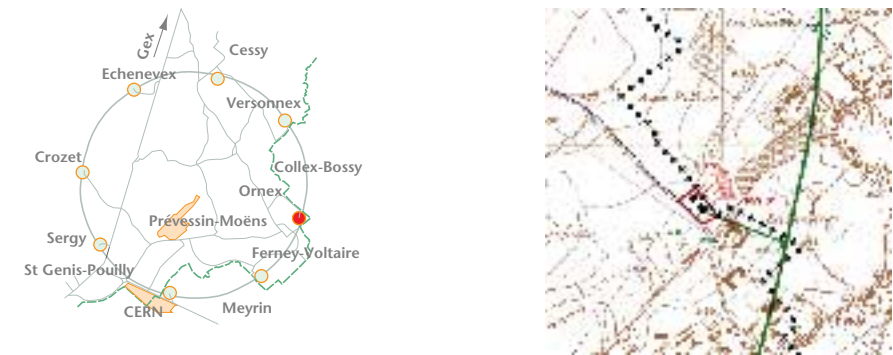 Gex
Cessy
Echenevex
Versonnex
Crozet
Collex-Bossy
Ornex
Prévessin-Moëns
Sergy
Ferney-Voltaire
St Genis-Pouilly
CERN
Meyrin